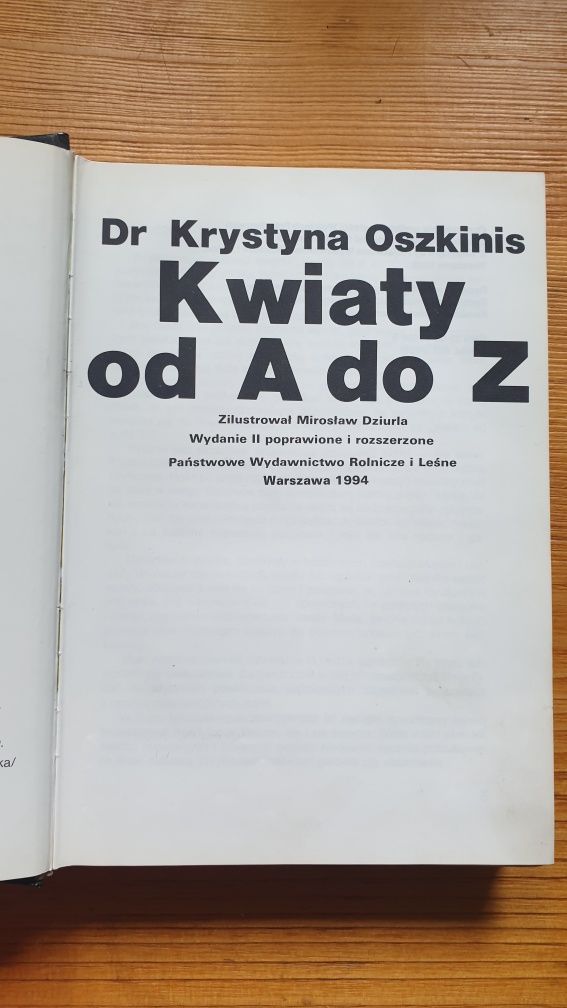 Dr Krystyna Oszkinis
Kwiaty
od A do Z
Zilustrował Mirosław Dziurla
Wydanie II poprawione i rozszerzone
Państwowe Wydawnictwo Rolnicze i Leśne
Warszawa 1994